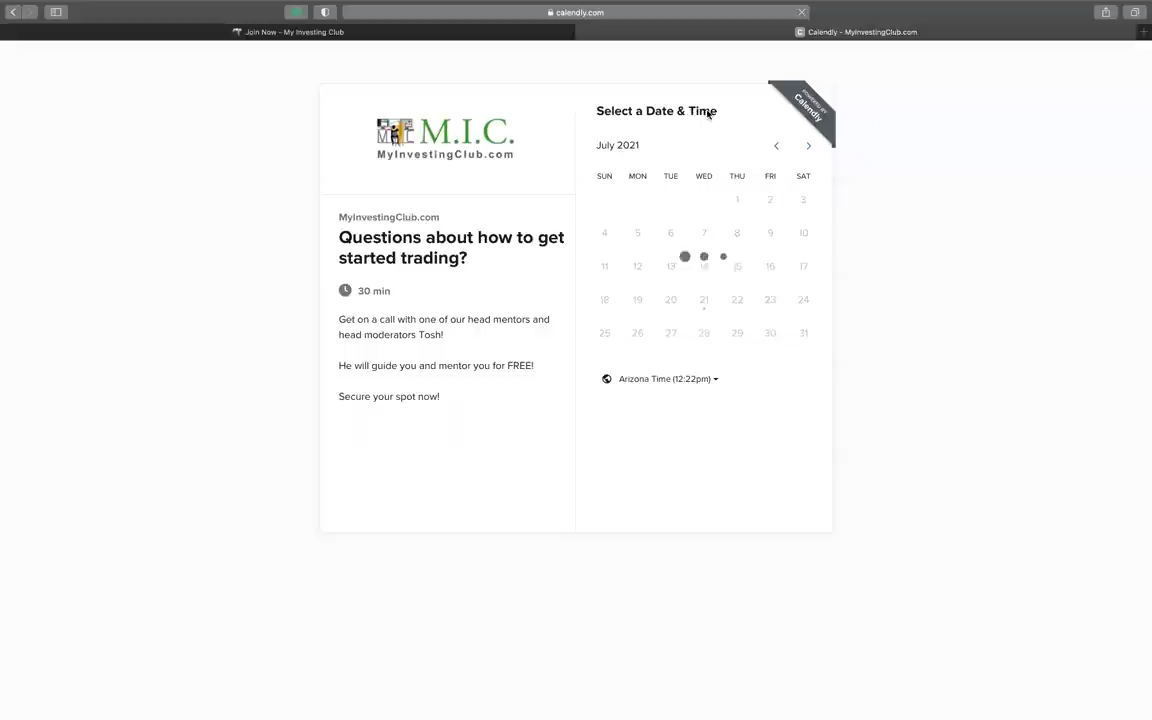 calendly.com
Join Now – My Investing Club
Calendly - MyInvestingClub.com
M.I.C.
MyInvestingClub.com
POWERED BY
Calendly
MyInvestingClub.com
Questions about how to get
started trading?
30 min
Get on a call with one of our head mentors and
head moderators Tosh!
He will guide you and mentor you for FREE!
Secure your spot now!
Select a Date & Time
July 2021
SUN MON TUE WED THU FRI SAT
1 2 3
4 5 6 7 8 9 10
11 12 13 14 15 16 17
18 19 20 21 22 23 24
25 26 27 28 29 30 31
Arizona Time (12:22pm)